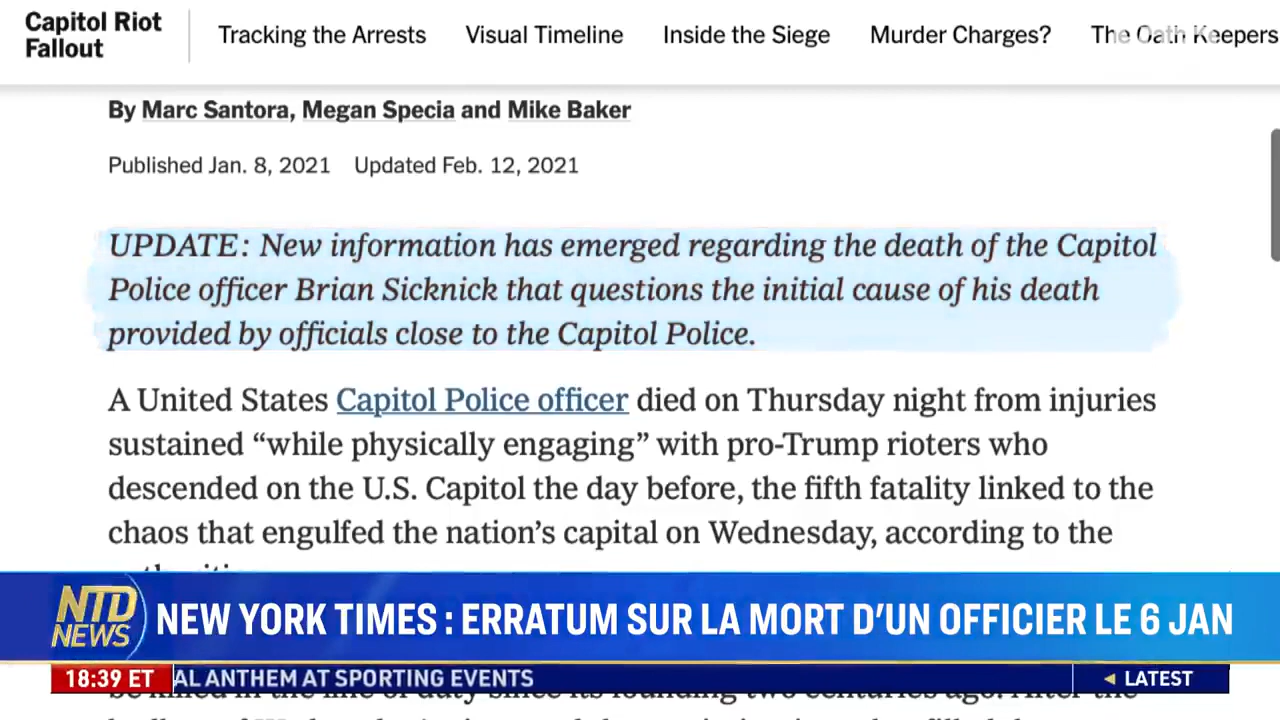 Capitol Riot
Fallout
Tracking the Arrests Visual Timeline Inside the Siege Murder Charges? The Oath Keepers
By Marc Santora, Megan Specia and Mike Baker
Published Jan. 8, 2021 Updated Feb. 12, 2021
UPDATE: New information has emerged regarding the death of the Capitol
Police officer Brian Sicknick that questions the initial cause of his death
provided by officials close to the Capitol Police.
A United States Capitol Police officer died on Thursday night from injuries
sustained “while physically engaging” with pro-Trump rioters who
descended on the U.S. Capitol the day before, the fifth fatality linked to the
chaos that engulfed the nation’s capital on Wednesday, according to the
NTD
NEWS
NEW YORK TIMES : ERRATUM SUR LA MORT D’UN OFFICIER LE 6 JAN
18:39 ET AL ANTHEM AT SPORTING EVENTS ◄ LATEST